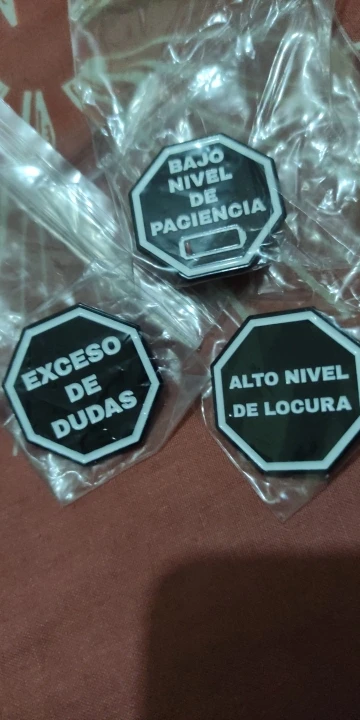 BAJO
NIVEL
DE
PACIENCIA
EXCESO
DE
DUDAS
ALTO NIVEL
DE LOCURA